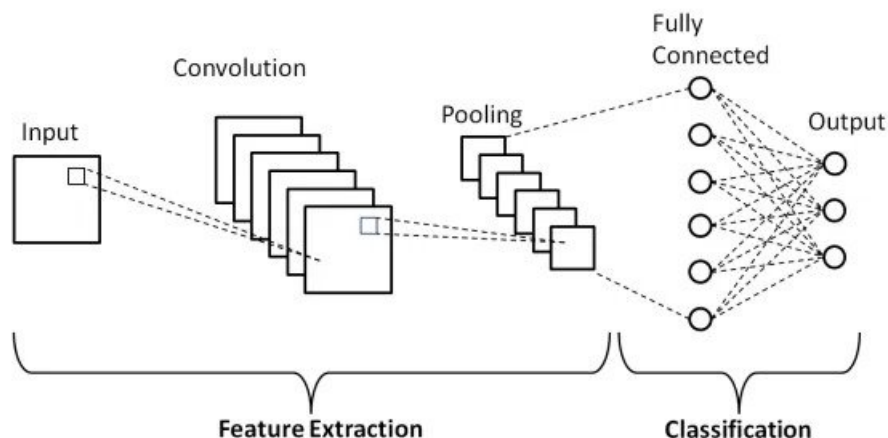 Input
Convolution
Pooling
Fully
Connected
Output
Feature Extraction
Classification